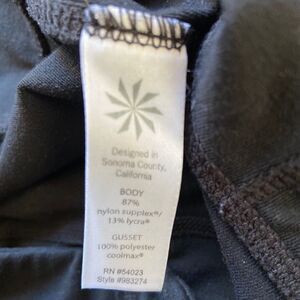 Designed in
Sonoma County,
California
BODY
87%
nylon supplex®/
13% lycra®
GUSSET
100% polyester
coolmax®
RN #54023
Style #983274